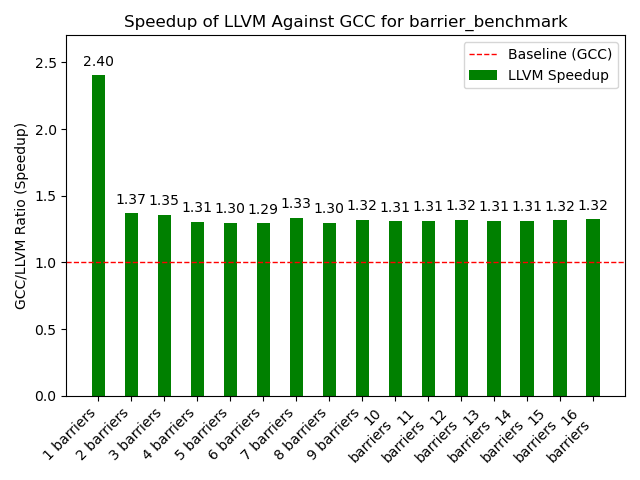 Speedup of LLVM Against GCC for barrier_benchmark
Baseline (GCC)
LLVM Speedup
GCC/LLVM Ratio (Speedup)
2.5
2.0
1.5
1.0
0.5
0.0
2.40
1.37
1.35
1.31
1.30
1.29
1.33
1.30
1.32
1.31
1.31
1.32
1.31
1.31
1.32
1.32
1 barriers
2 barriers
3 barriers
4 barriers
5 barriers
6 barriers
7 barriers
8 barriers
9 barriers
10
barriers
11
barriers
12
barriers
13
barriers
14
barriers
15
barriers
16
barriers